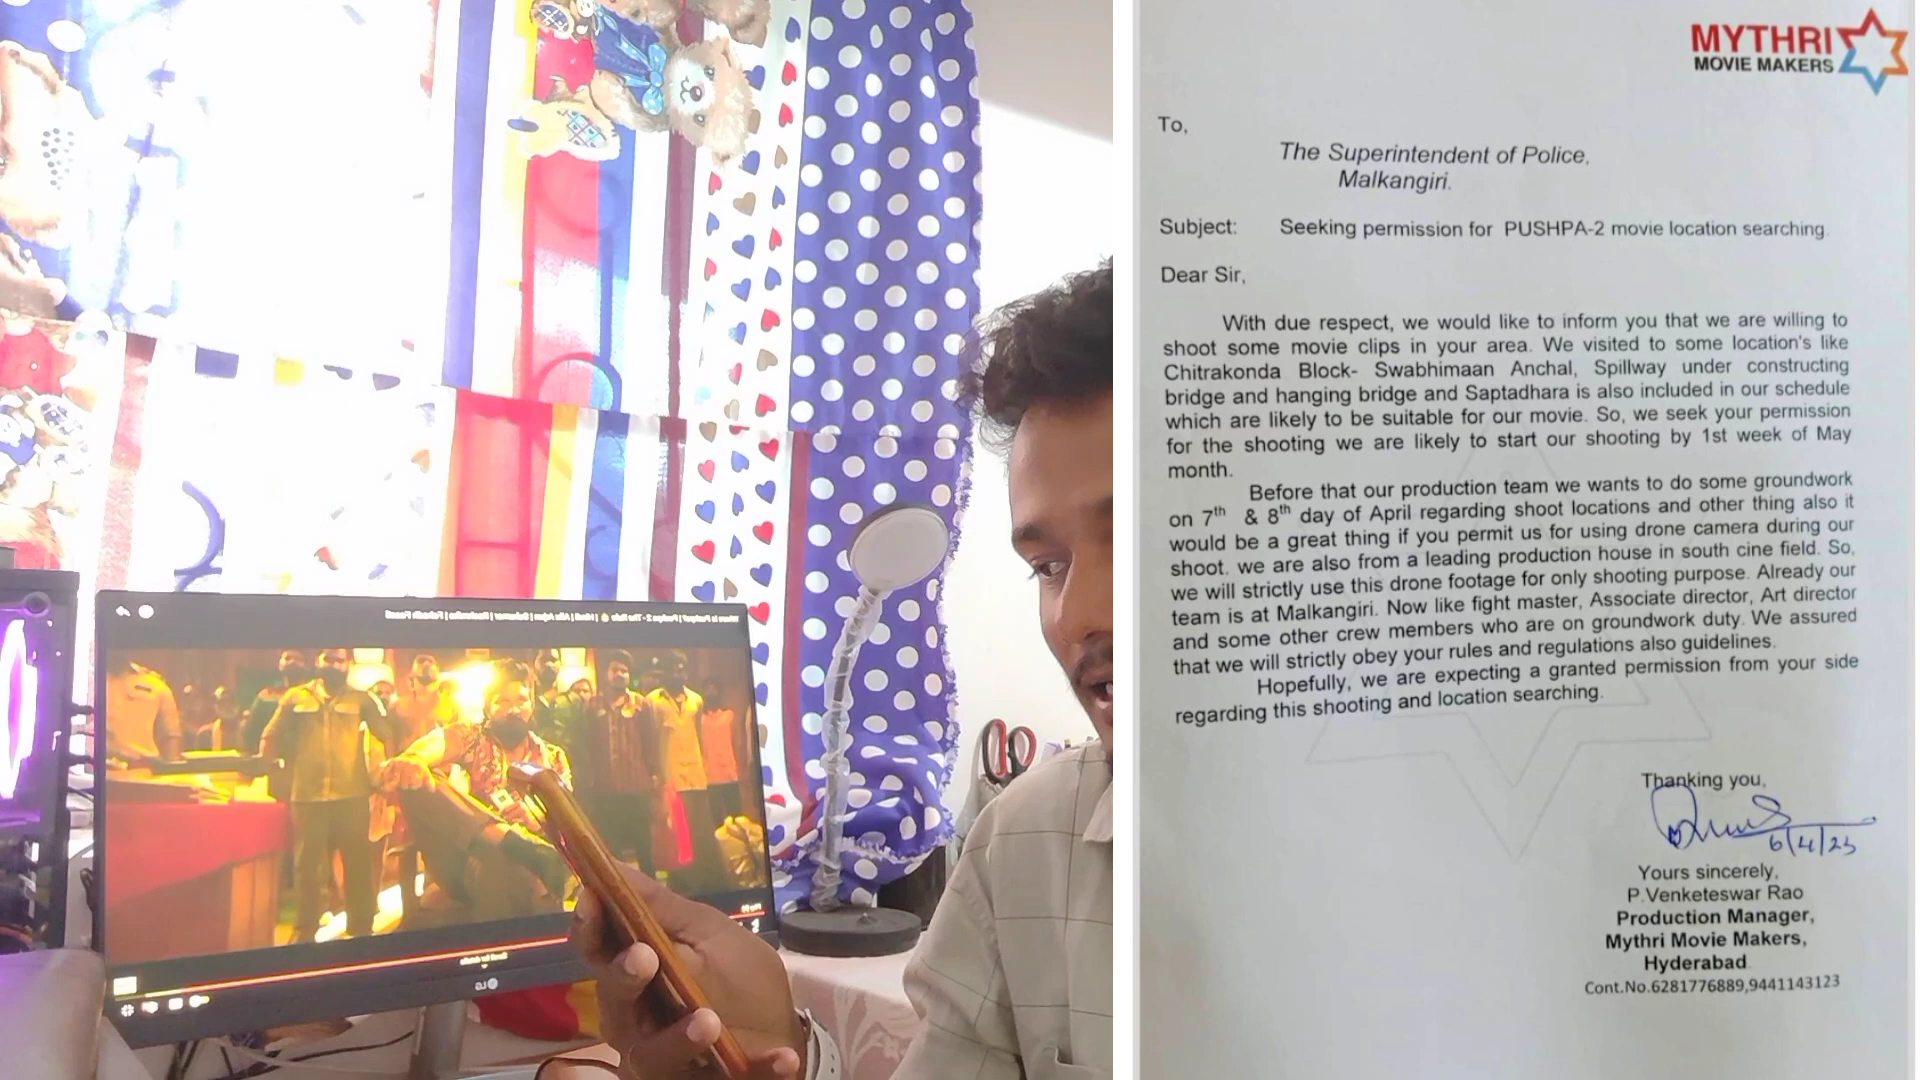 MYTHRI
MOVIE MAKERS
To,
The Superintendent of Police,
Malkangiri.
Subject: Seeking permission for PUSHPA-2 movie location searching.
Dear Sir,
With due respect, we would like to inform you that we are willing to
shoot some movie clips in your area. We visited to some location's like
Chitrakonda Block- Swabhimaan Anchal, Spillway under constructing
bridge and hanging bridge and Saptadhara is also included in our schedule
which are likely to be suitable for our movie. So, we seek your permission
for the shooting we are likely to start our shooting by 1st week of May
month.
Before that our production team we wants to do some groundwork
on 7th & 8th day of April regarding shoot locations and other thing also it
would be a great thing if you permit us for using drone camera during our
shoot. we are also from a leading production house in south cine field. So,
we will strictly use this drone footage for only shooting purpose. Already our
team is at Malkangiri. Now like fight master, Associate director, Art director
and some other crew members who are on groundwork duty. We assured
that we will strictly obey your rules and regulations also guidelines.
Hopefully, we are expecting a granted permission from your side
regarding this shooting and location searching.
Thanking you,
6/4/23
Yours sincerely,
P.Venketeswar Rao
Production Manager,
Mythri Movie Makers,
Hyderabad
Cont.No.6281776889,9441143123
LG